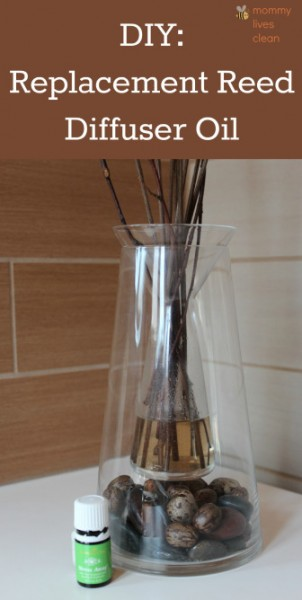 mommy
lives
clean
DIY:
Replacement Reed
Diffuser Oil